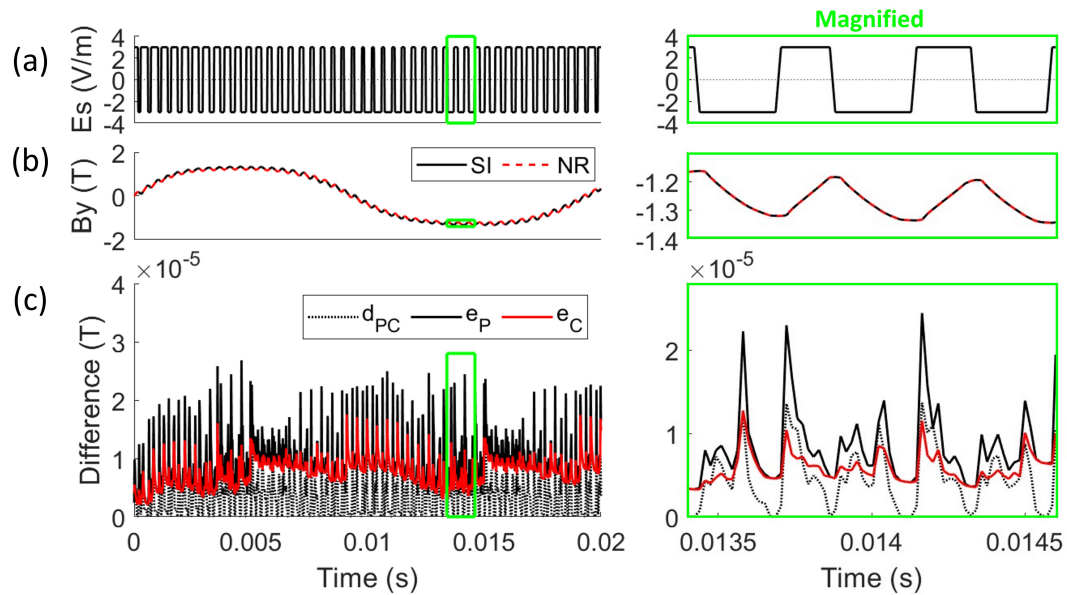 Magnified
(a)
Es (V/m)
4
2
0
-2
-4
4
2
0
-2
-4
(b)
By (T)
2
0
-2
SI
NR
-1.2
-1.3
-1.4
×10⁻⁵
×10⁻⁵
(c)
Difference (T)
4
3
2
1
0
d_PC
e_P
e_C
2
1
0
0
0.005
0.01
0.015
0.02
0.0135
0.014
0.0145
Time (s)
Time (s)